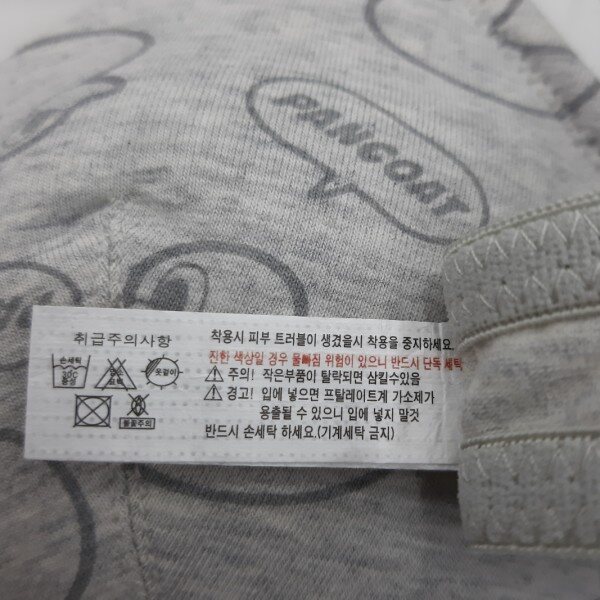 PANCOAT
취급주의사항
손세탁
30℃
중성
염소
표백
옷걸이
불꽃주의
착용시 피부 트러블이 생겼을시 착용을 중지하세요.
진한 색상일 경우 물빠짐 위험이 있으니 반드시 단독 세탁
주의! 작은부품이 탈락되면 삼킬수있음
경고! 입에 넣으면 프탈레이트계 가소제가
용출될 수 있으니 입에 넣지 말것
반드시 손세탁 하세요.(기계세탁 금지)